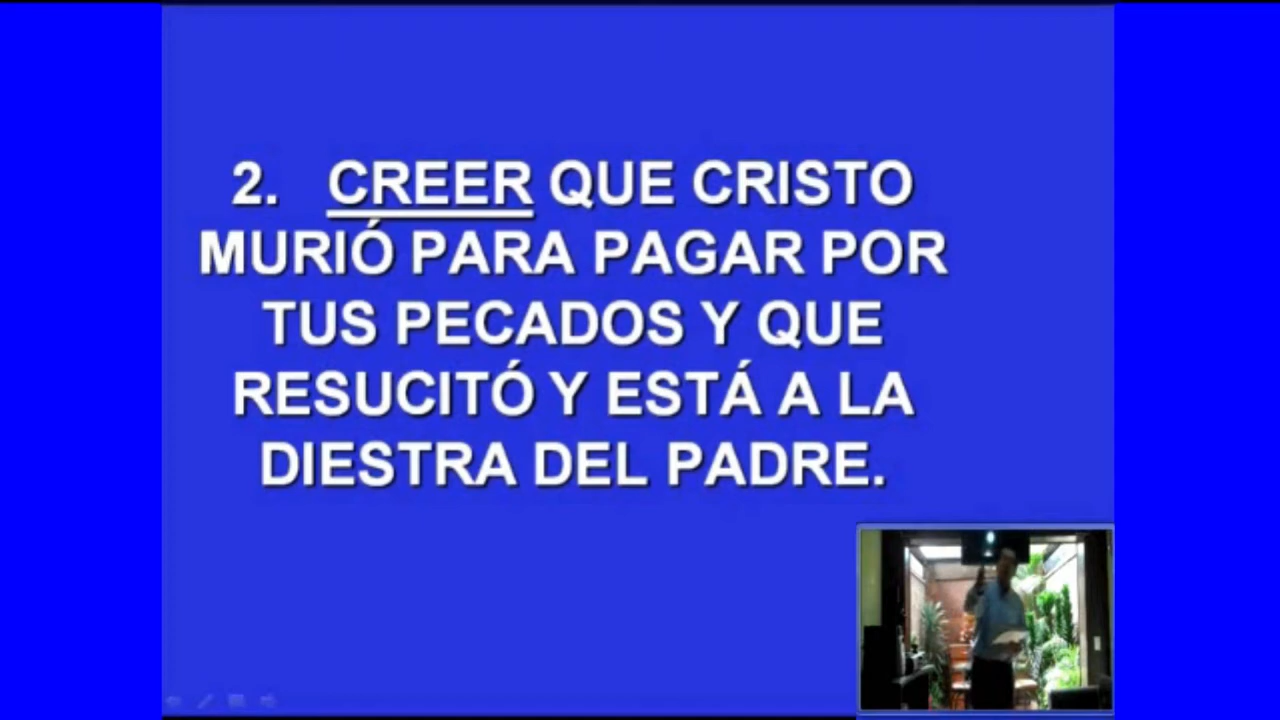 2. CREER QUE CRISTO
MURIÓ PARA PAGAR POR
TUS PECADOS Y QUE
RESUCITÓ Y ESTÁ A LA
DIESTRA DEL PADRE.